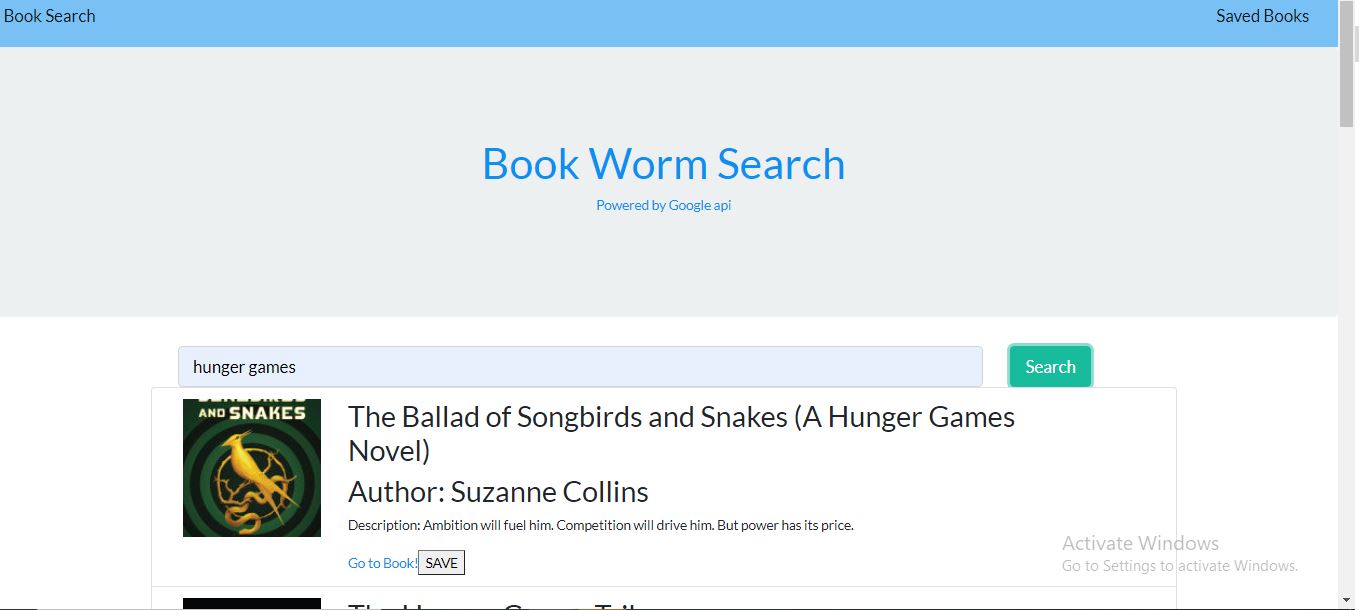 Book Search
Saved Books
Book Worm Search
Powered by Google api
hunger games
Search
AND SNAKES
The Ballad of Songbirds and Snakes (A Hunger Games
Novel)
Author: Suzanne Collins
Description: Ambition will fuel him. Competition will drive him. But power has its price.
Go to Book!
SAVE
Activate Windows
Go to Settings to activate Windows.